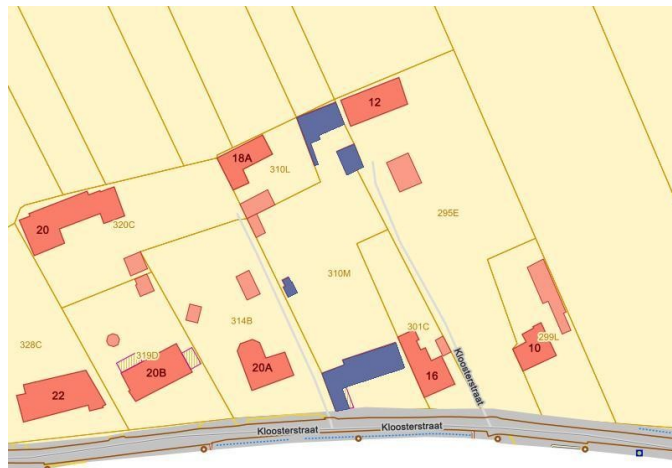 12
18A
310L
295E
20
320C
310M
314B
301C
328C
319D
299L
10
20B
20A
16
22
Kloosterstraat
Kloosterstraat
Kloosterstraat